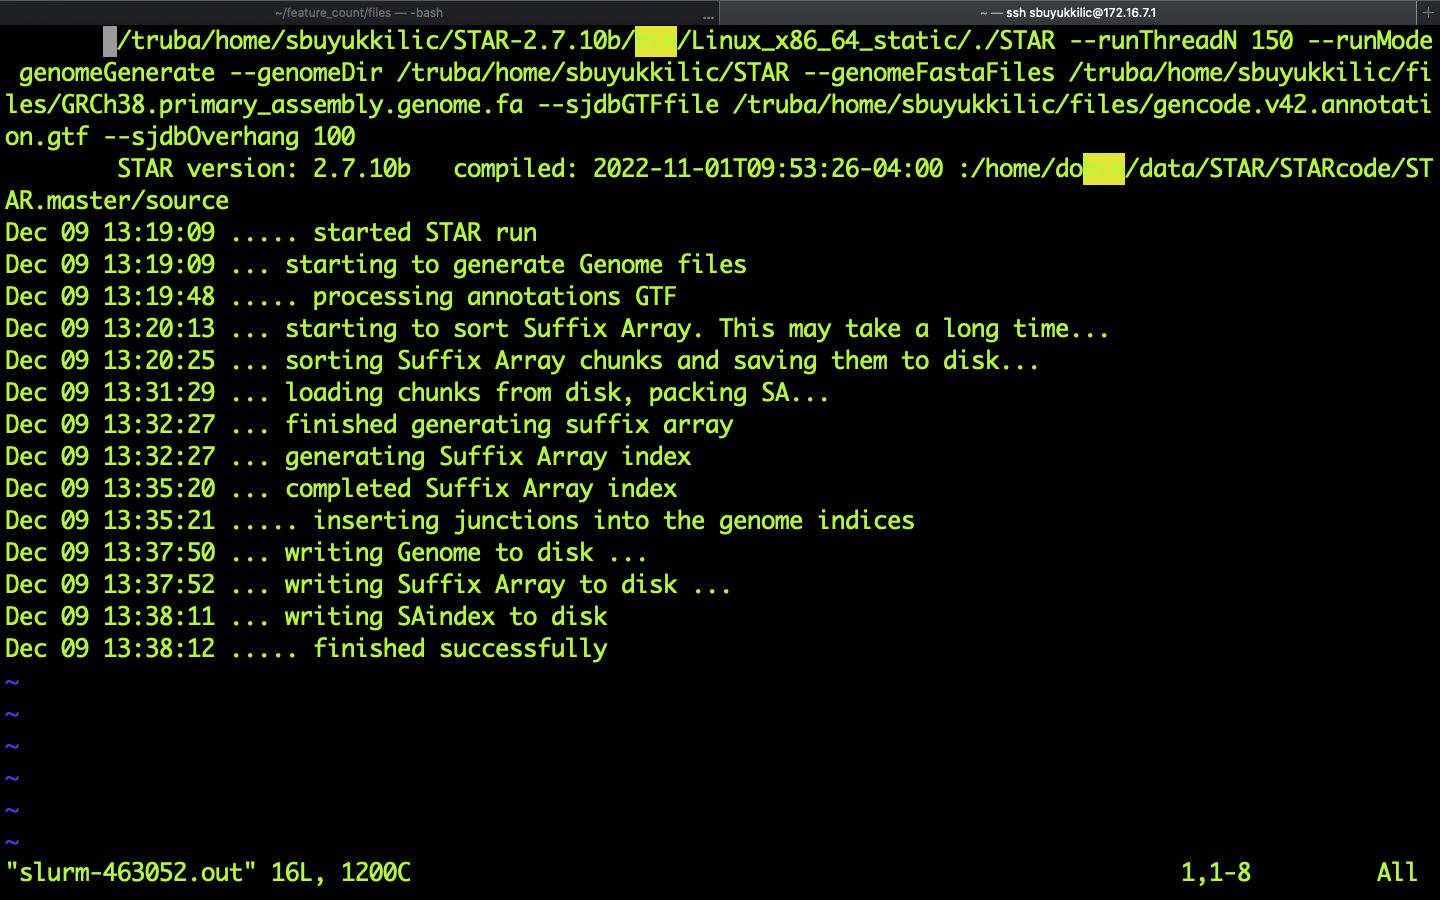 ~/feature_count/files — -bash
...
~ — ssh sbuyukkilic@172.16.7.1
+
/truba/home/sbuyukkilic/STAR-2.7.10b/bin/Linux_x86_64_static/./STAR --runThreadN 150 --runMode
genomeGenerate --genomeDir /truba/home/sbuyukkilic/STAR --genomeFastaFiles /truba/home/sbuyukkilic/fi
les/GRCh38.primary_assembly.genome.fa --sjdbGTFfile /truba/home/sbuyukkilic/files/gencode.v42.annotati
on.gtf --sjdbOverhang 100
STAR version: 2.7.10b   compiled: 2022-11-01T09:53:26-04:00 :/home/dobin/data/STAR/STARcode/ST
AR.master/source
Dec 09 13:19:09 ..... started STAR run
Dec 09 13:19:09 ... starting to generate Genome files
Dec 09 13:19:48 ..... processing annotations GTF
Dec 09 13:20:13 ... starting to sort Suffix Array. This may take a long time...
Dec 09 13:20:25 ... sorting Suffix Array chunks and saving them to disk...
Dec 09 13:31:29 ... loading chunks from disk, packing SA...
Dec 09 13:32:27 ... finished generating suffix array
Dec 09 13:32:27 ... generating Suffix Array index
Dec 09 13:35:20 ... completed Suffix Array index
Dec 09 13:35:21 ..... inserting junctions into the genome indices
Dec 09 13:37:50 ... writing Genome to disk ...
Dec 09 13:37:52 ... writing Suffix Array to disk ...
Dec 09 13:38:11 ... writing SAindex to disk
Dec 09 13:38:12 ..... finished successfully
~
~
~
~
~
~
"slurm-463052.out" 16L, 1200C 1,1-8 All